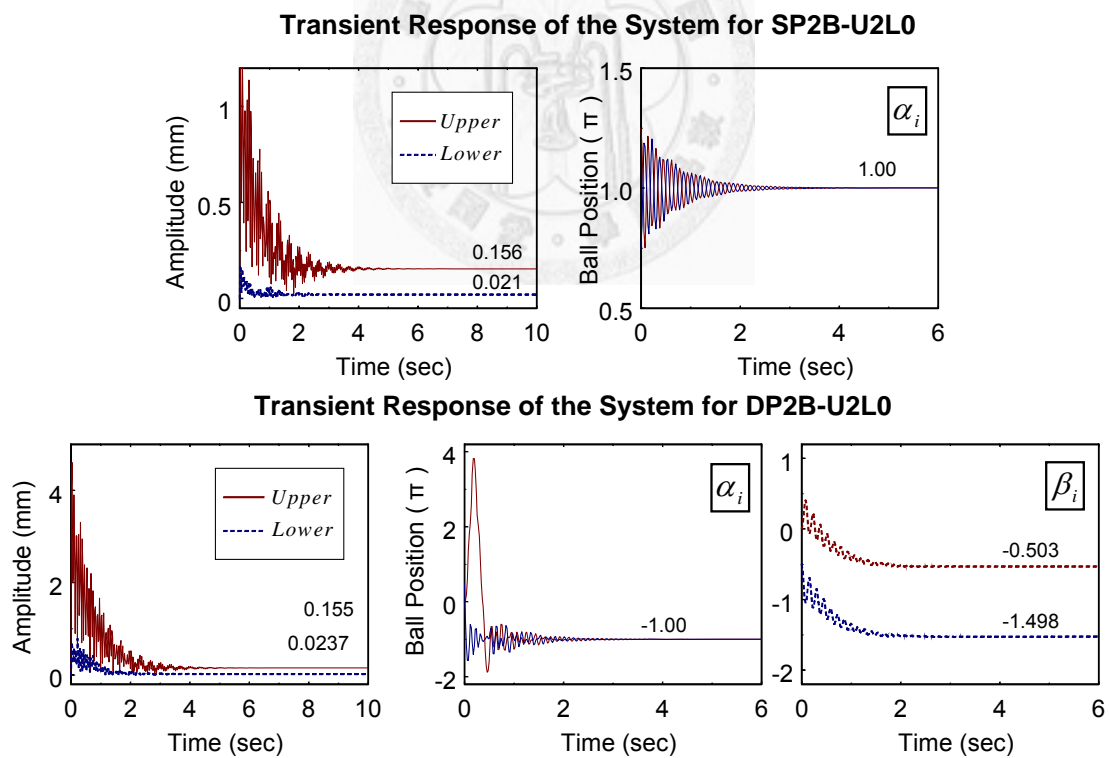 Transient Response of the System for SP2B-U2L0
Amplitude (mm)
1
0.5
0
Upper
Lower
0.156
0.021
0 2 4 6 8 10
Time (sec)
Ball Position ( π )
1.5
1.0
0.5
αi
1.00
0 2 4 6
Time (sec)
Transient Response of the System for DP2B-U2L0
Amplitude (mm)
4
2
0
Upper
Lower
0.155
0.0237
0 2 4 6 8 10
Time (sec)
Ball Position ( π )
4
2
0
-2
αi
-1.00
0 2 4 6
Time (sec)
1
0
-1
-2
βi
-0.503
-1.498
0 2 4 6
Time (sec)